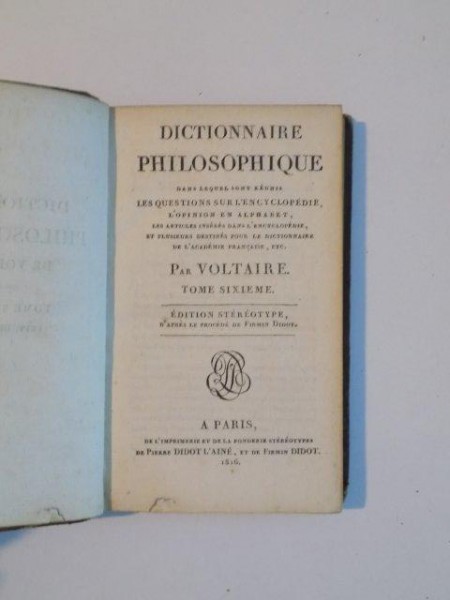 DICTIONNAIRE
PHILOSOPHIQUE
DANS LEQUEL SONT RÉUNIS
LES QUESTIONS SUR L'ENCYCLOPÉDIE,
L'OPINION EN ALPHABET,
LES ARTICLES INSÉRÉS DANS L'ENCYCLOPÉDIE,
ET PLUSIEURS DESTINÉS POUR LE DICTIONNAIRE
DE L'ACADÉMIE FRANÇAISE, ETC.
PAR VOLTAIRE.
TOME SIXIEME.
ÉDITION STÉRÉOTYPE,
D'APRÈS LE PROCÉDÉ DE FIRMIN DIDOT.
A PARIS,
DE L'IMPRIMERIE ET DE LA FONDERIE STÉRÉOTYPES
DE PIERRE DIDOT L'AINÉ, ET DE FIRMIN DIDOT.
1816.